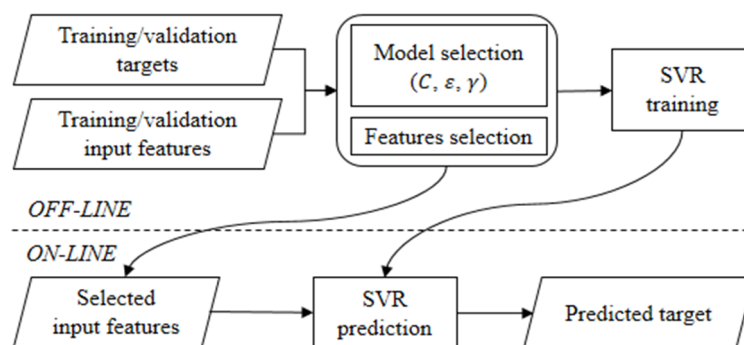 Training/validation
targets
Training/validation
input features
Model selection
(C, ε, γ)
Features selection
SVR
training
OFF-LINE
ON-LINE
Selected
input features
SVR
prediction
Predicted target